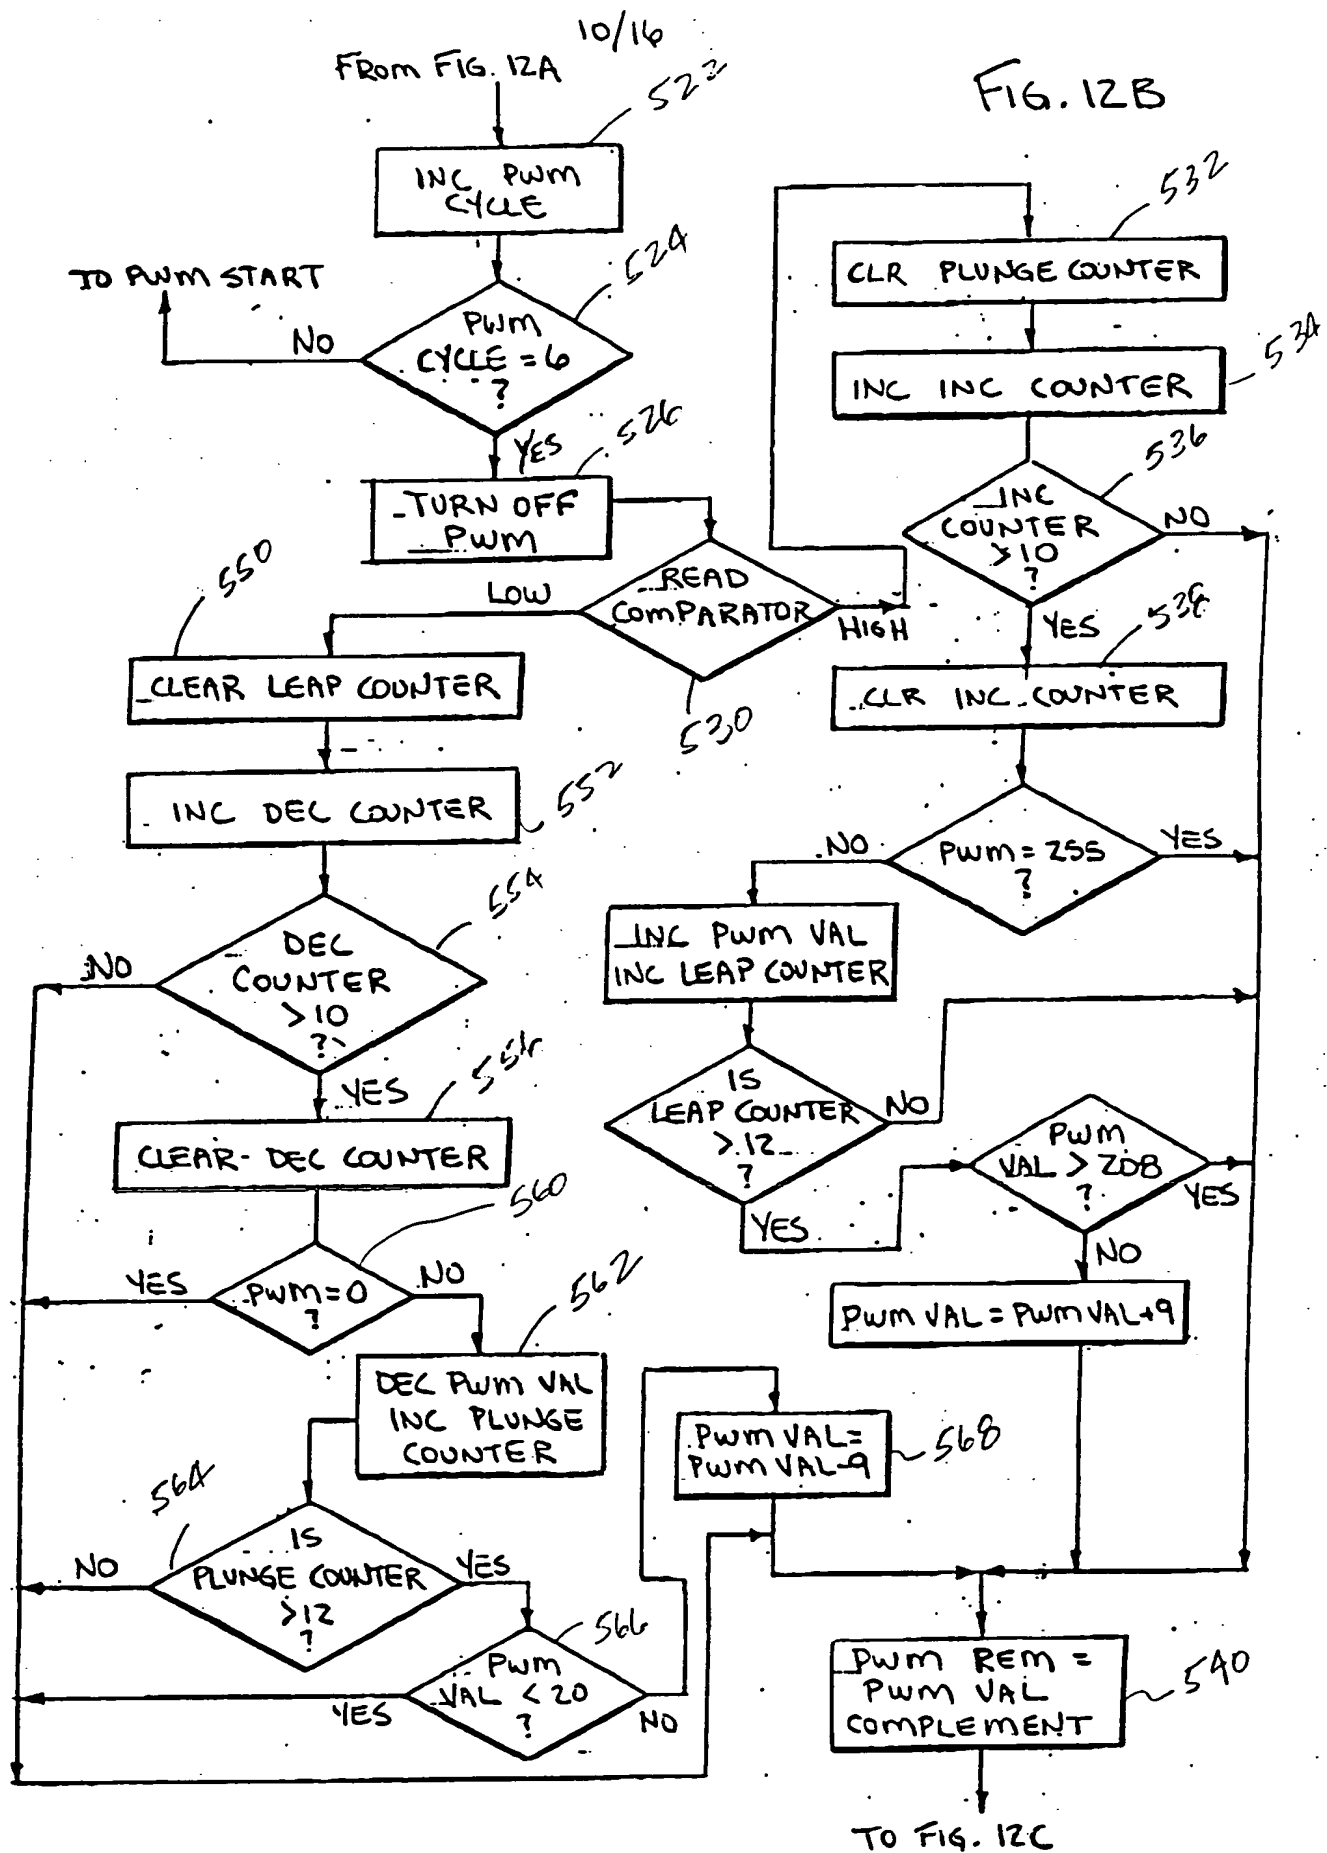 10/16
FROM FIG. 12A
FIG. 12B
522
INC PWM
CYCLE
524
TO PWM START
NO
PWM
CYCLE = 6
?
YES
526
TURN OFF
PWM
READ
COMPARATOR
530
LOW
HIGH
532
CLR PLUNGE COUNTER
534
INC INC COUNTER
536
INC
COUNTER
>10
?
NO
YES
538
CLR INC COUNTER
PWM = 255
?
NO
YES
INC PWM VAL
INC LEAP COUNTER
IS
LEAP COUNTER
>12
?
NO
YES
PWM
VAL > 208
?
YES
NO
PWM VAL = PWM VAL+9
550
CLEAR LEAP COUNTER
552
INC DEC COUNTER
554
DEC
COUNTER
>10
?
NO
YES
556
CLEAR DEC COUNTER
560
PWM = 0
?
YES
NO
562
DEC PWM VAL
INC PLUNGE
COUNTER
564
IS
PLUNGE COUNTER
>12
?
NO
YES
566
PWM
VAL < 20
?
YES
NO
568
PWM VAL =
PWM VAL-9
540
PWM REM =
PWM VAL
COMPLEMENT
TO FIG. 12C